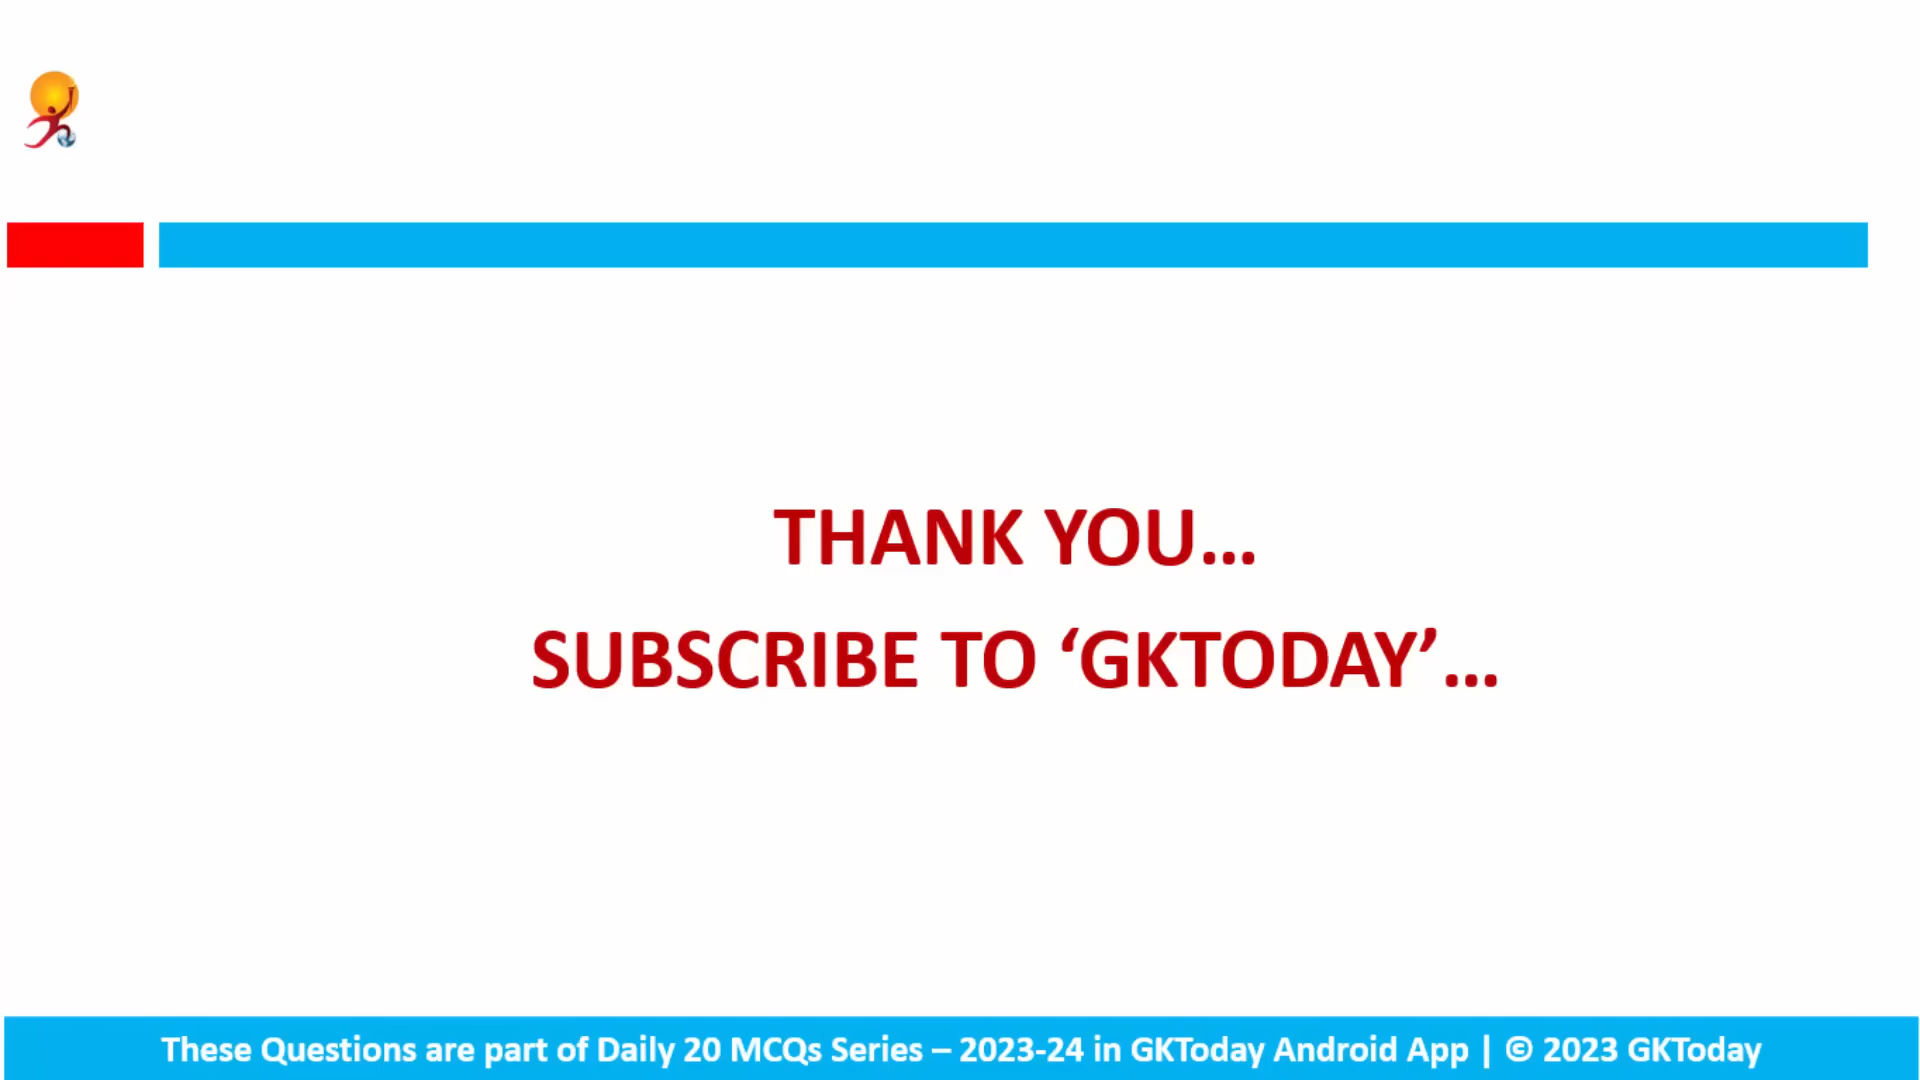 THANK YOU...
SUBSCRIBE TO ‘GKTODAY’...
These Questions are part of Daily 20 MCQs Series – 2023-24 in GKToday Android App | © 2023 GKToday